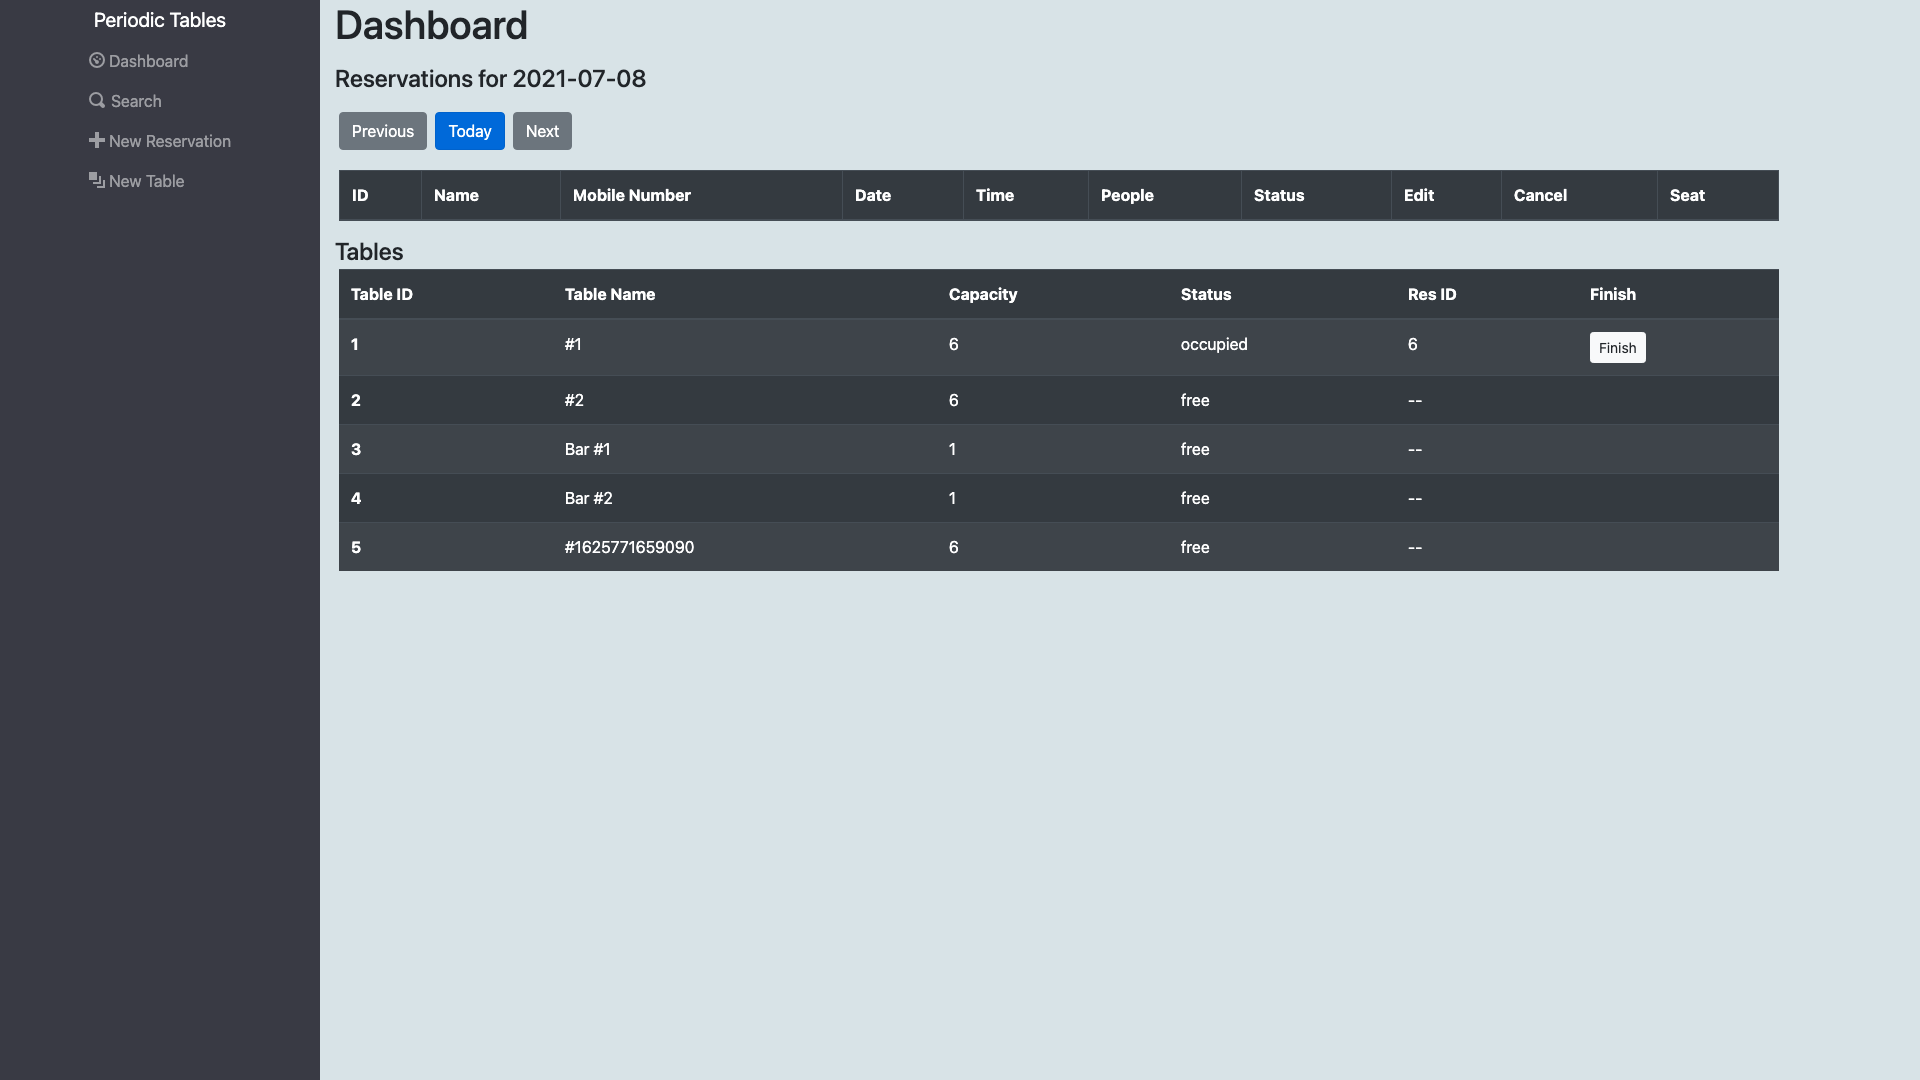 Periodic Tables
Dashboard
Search
New Reservation
New Table
Dashboard
Reservations for 2021-07-08
Previous Today Next
ID Name Mobile Number Date Time People Status Edit Cancel Seat
Tables
Table ID Table Name Capacity Status Res ID Finish
1 #1 6 occupied 6 Finish
2 #2 6 free --
3 Bar #1 1 free --
4 Bar #2 1 free --
5 #1625771659090 6 free --